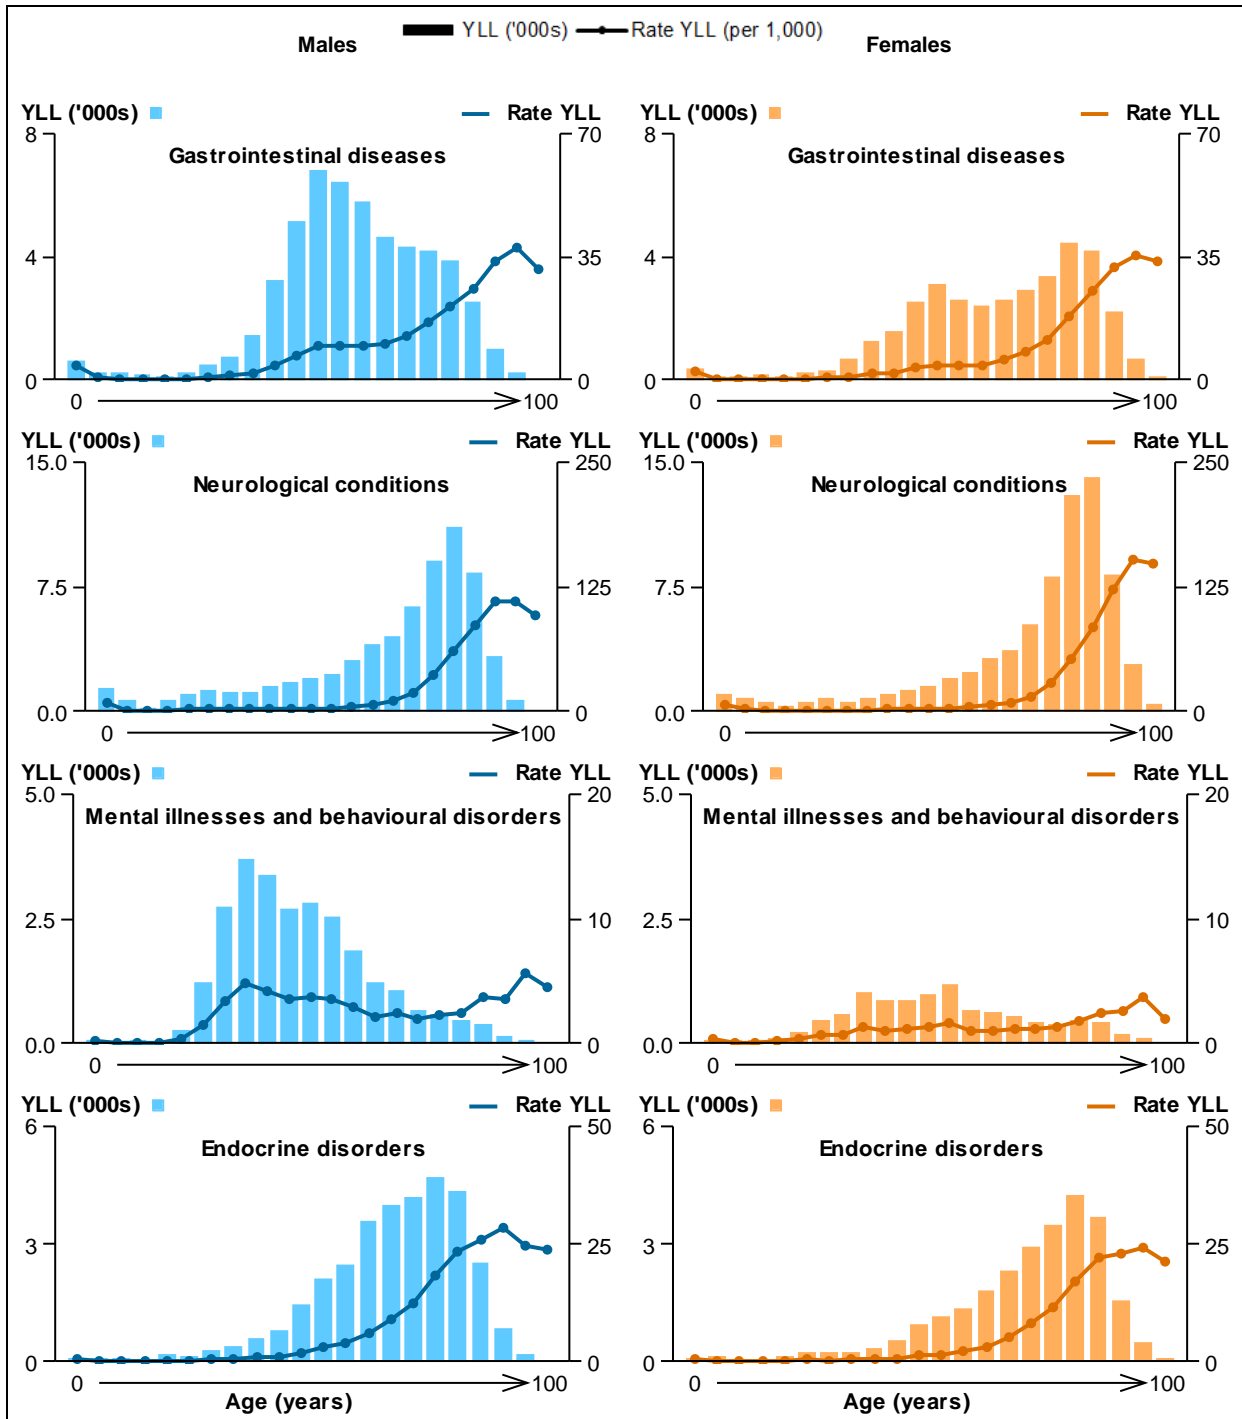 YLL ('000s) Rate YLL (per 1,000)
Males Females
YLL ('000s) Rate YLL YLL ('000s) Rate YLL
8 70 8 70
Gastrointestinal diseases Gastrointestinal diseases
4 35 4 35
0 0 0 0
0 100 0 100
YLL ('000s) Rate YLL YLL ('000s) Rate YLL
15.0 250 15.0 250
Neurological conditions Neurological conditions
7.5 125 7.5 125
0.0 0 0.0 0
0 100 0 100
YLL ('000s) Rate YLL YLL ('000s) Rate YLL
5.0 20 5.0 20
Mental illnesses and behavioural disorders Mental illnesses and behavioural disorders
2.5 10 2.5 10
0.0 0 0.0 0
0 100 0 100
YLL ('000s) Rate YLL YLL ('000s) Rate YLL
6 50 6 50
Endocrine disorders Endocrine disorders
3 25 3 25
0 0 0 0
0 100 0 100
Age (years) Age (years)